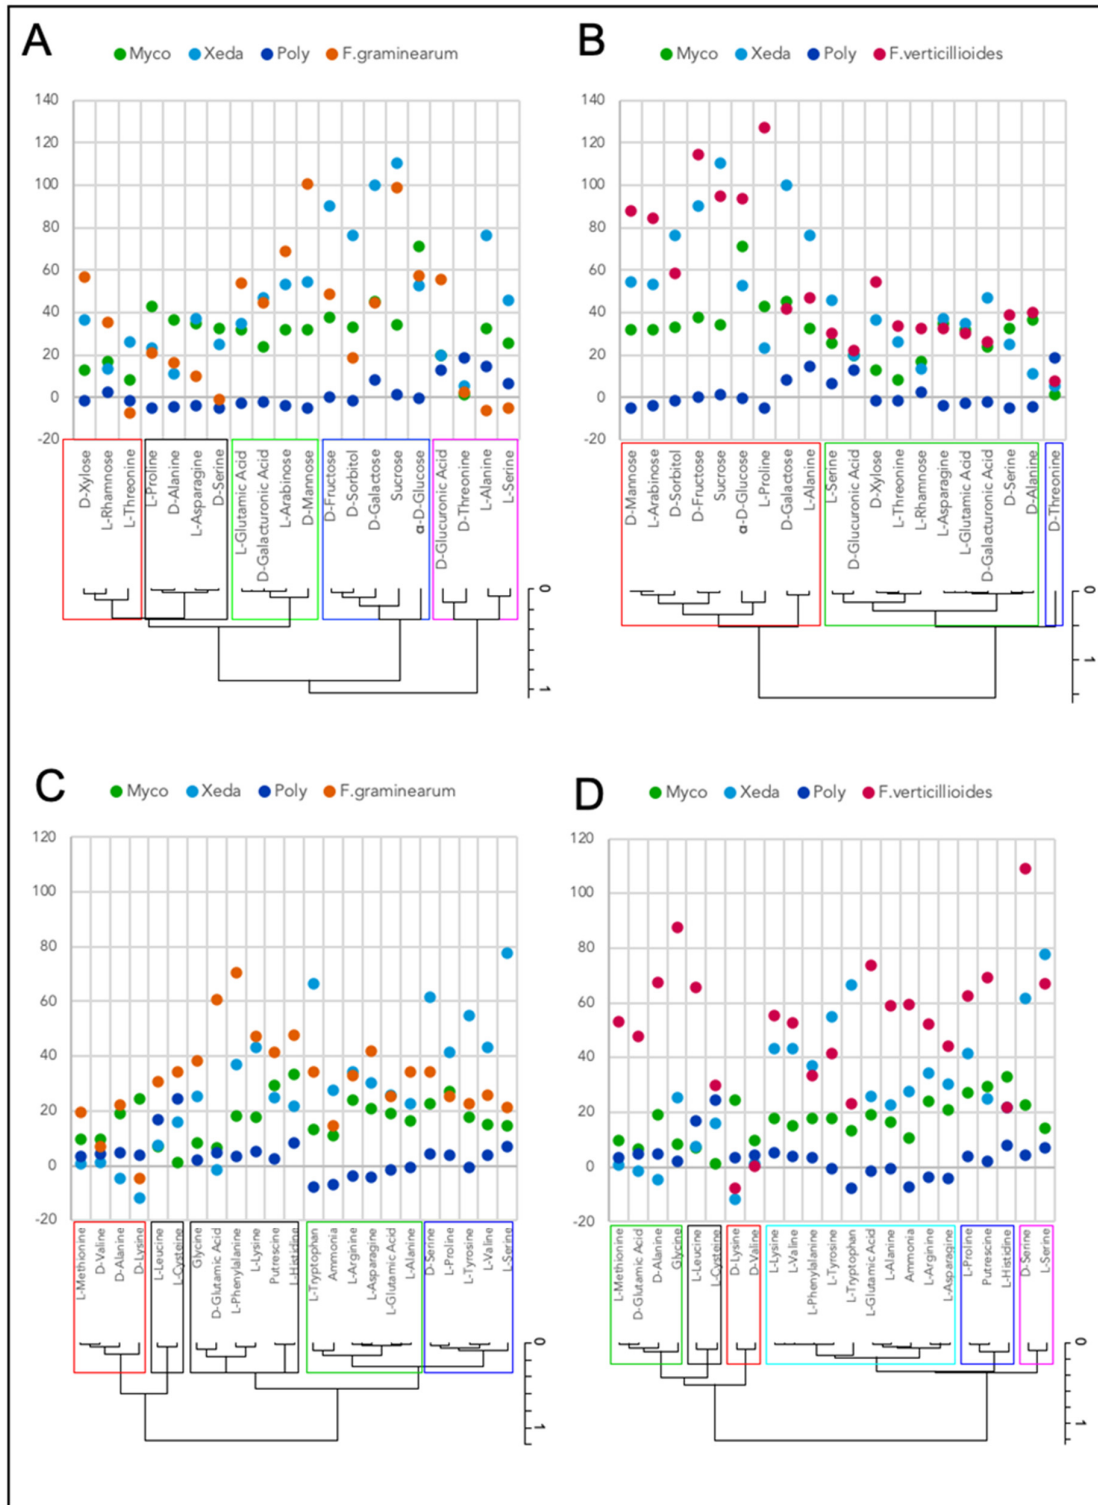 A
Myco Xeda Poly F.graminearum
140
120
100
80
60
40
20
0
-20
D-Xylose
L-Rhamnose
L-Threonine
L-Proline
D-Alanine
L-Asparagine
D-Serine
L-Glutamic Acid
D-Galacturonic Acid
L-Arabinose
D-Mannose
D-Fructose
D-Sorbitol
D-Galactose
Sucrose
α-D-Glucose
D-Glucuronic Acid
D-Threonine
L-Alanine
L-Serine
0
1
B
Myco Xeda Poly F.verticillioides
140
120
100
80
60
40
20
0
-20
D-Mannose
L-Arabinose
D-Sorbitol
D-Fructose
Sucrose
α-D-Glucose
L-Proline
D-Galactose
L-Alanine
L-Serine
D-Glucuronic Acid
D-Xylose
L-Threonine
L-Rhamnose
L-Asparagine
L-Glutamic Acid
D-Galacturonic Acid
D-Serine
D-Alanine
D-Threonine
0
1
C
Myco Xeda Poly F.graminearum
120
100
80
60
40
20
0
-20
L-Methionine
D-Valine
D-Alanine
D-Lysine
L-Leucine
L-Cysteine
Glycine
D-Glutamic Acid
L-Phenylalanine
L-Lysine
Putrescine
L-Histidine
L-Tryptophan
Ammonia
L-Arginine
L-Asparagine
L-Glutamic Acid
L-Alanine
D-Serine
L-Proline
L-Tyrosine
L-Valine
L-Serine
0
1
D
Myco Xeda Poly F.verticillioides
120
100
80
60
40
20
0
-20
L-Methionine
D-Glutamic Acid
D-Alanine
Glycine
L-Leucine
L-Cysteine
D-Lysine
D-Valine
L-Lysine
L-Valine
L-Phenylalanine
L-Tyrosine
L-Tryptophan
L-Glutamic Acid
L-Alanine
Ammonia
L-Arginine
L-Asparagine
L-Proline
Putrescine
L-Histidine
D-Serine
L-Serine
0
1